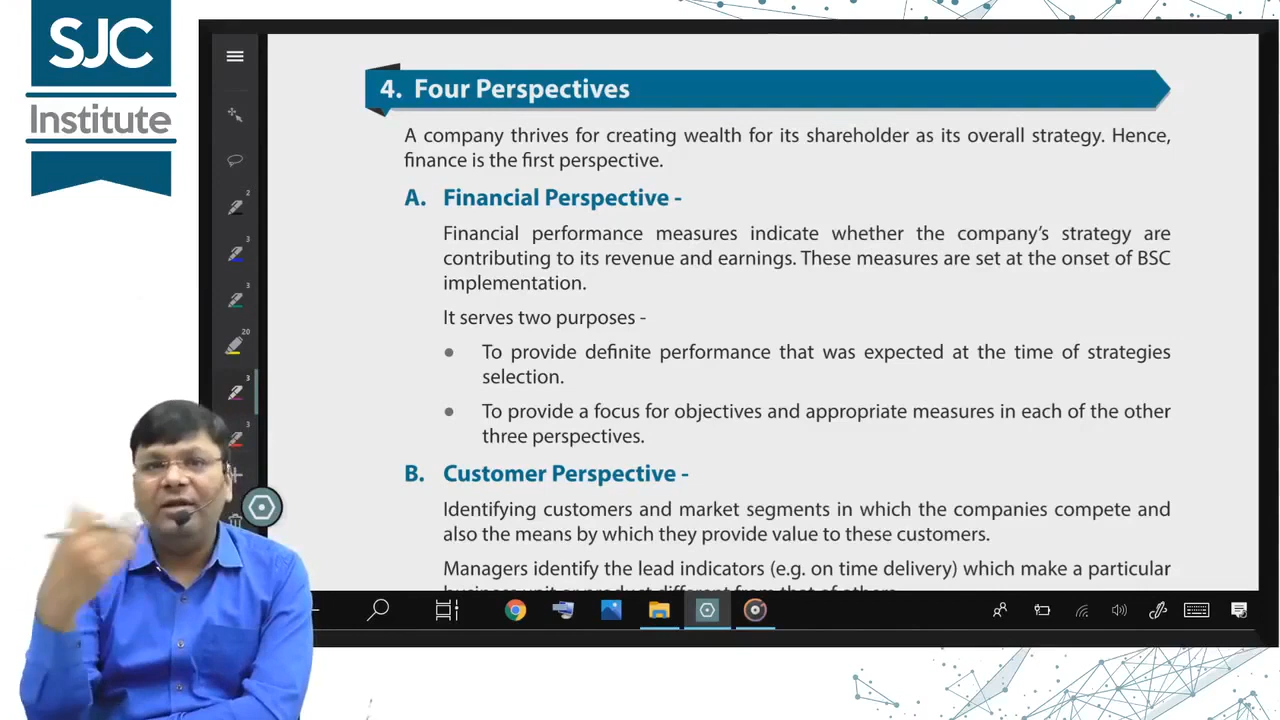 SJC
Institute
4. Four Perspectives
A company thrives for creating wealth for its shareholder as its overall strategy. Hence,
finance is the first perspective.
A. Financial Perspective -
Financial performance measures indicate whether the company's strategy are
contributing to its revenue and earnings. These measures are set at the onset of BSC
implementation.
It serves two purposes -
● To provide definite performance that was expected at the time of strategies
selection.
● To provide a focus for objectives and appropriate measures in each of the other
three perspectives.
B. Customer Perspective -
Identifying customers and market segments in which the companies compete and
also the means by which they provide value to these customers.
Managers identify the lead indicators (e.g. on time delivery) which make a particular
2
3
3
20
3
3